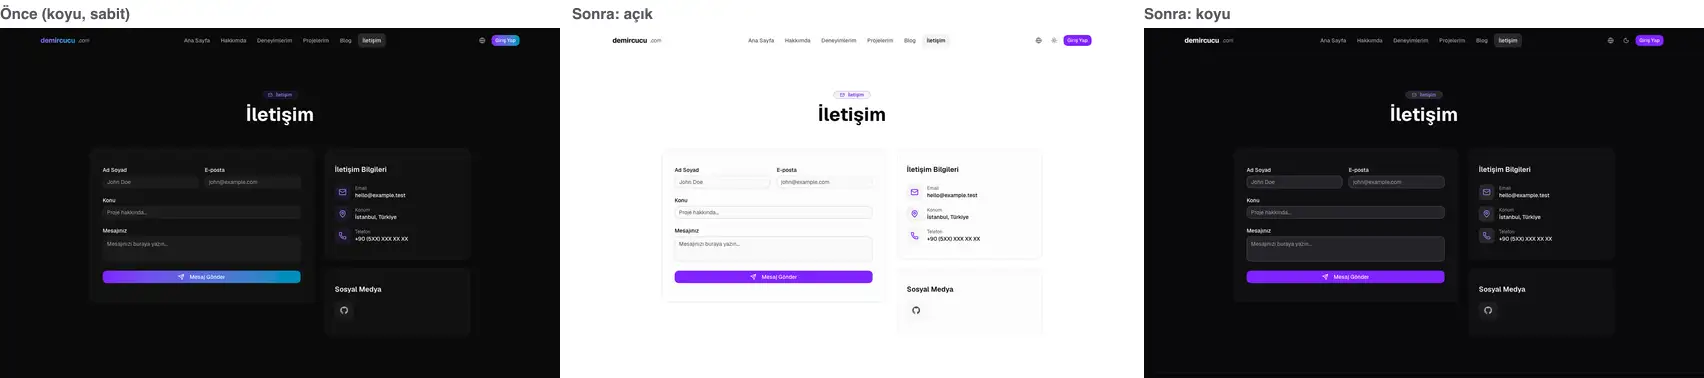 Önce (koyu, sabit)
demircucu .com
Ana Sayfa Hakkımda Deneyimlerim Projelerim Blog İletişim
Giriş Yap
İletişim
İletişim
Ad Soyad
John Doe
E-posta
john@example.com
Konu
Proje hakkında...
Mesajınız
Mesajınızı buraya yazın...
Mesaj Gönder
İletişim Bilgileri
Email
hello@example.test
Konum
İstanbul, Türkiye
Telefon
+90 (5XX) XXX XX XX
Sosyal Medya
Sonra: açık
demircucu .com
Ana Sayfa Hakkımda Deneyimlerim Projelerim Blog İletişim
Giriş Yap
İletişim
İletişim
Ad Soyad
John Doe
E-posta
john@example.com
Konu
Proje hakkında...
Mesajınız
Mesajınızı buraya yazın...
Mesaj Gönder
İletişim Bilgileri
Email
hello@example.test
Konum
İstanbul, Türkiye
Telefon
+90 (5XX) XXX XX XX
Sosyal Medya
Sonra: koyu
demircucu .com
Ana Sayfa Hakkımda Deneyimlerim Projelerim Blog İletişim
Giriş Yap
İletişim
İletişim
Ad Soyad
John Doe
E-posta
john@example.com
Konu
Proje hakkında...
Mesajınız
Mesajınızı buraya yazın...
Mesaj Gönder
İletişim Bilgileri
Email
hello@example.test
Konum
İstanbul, Türkiye
Telefon
+90 (5XX) XXX XX XX
Sosyal Medya